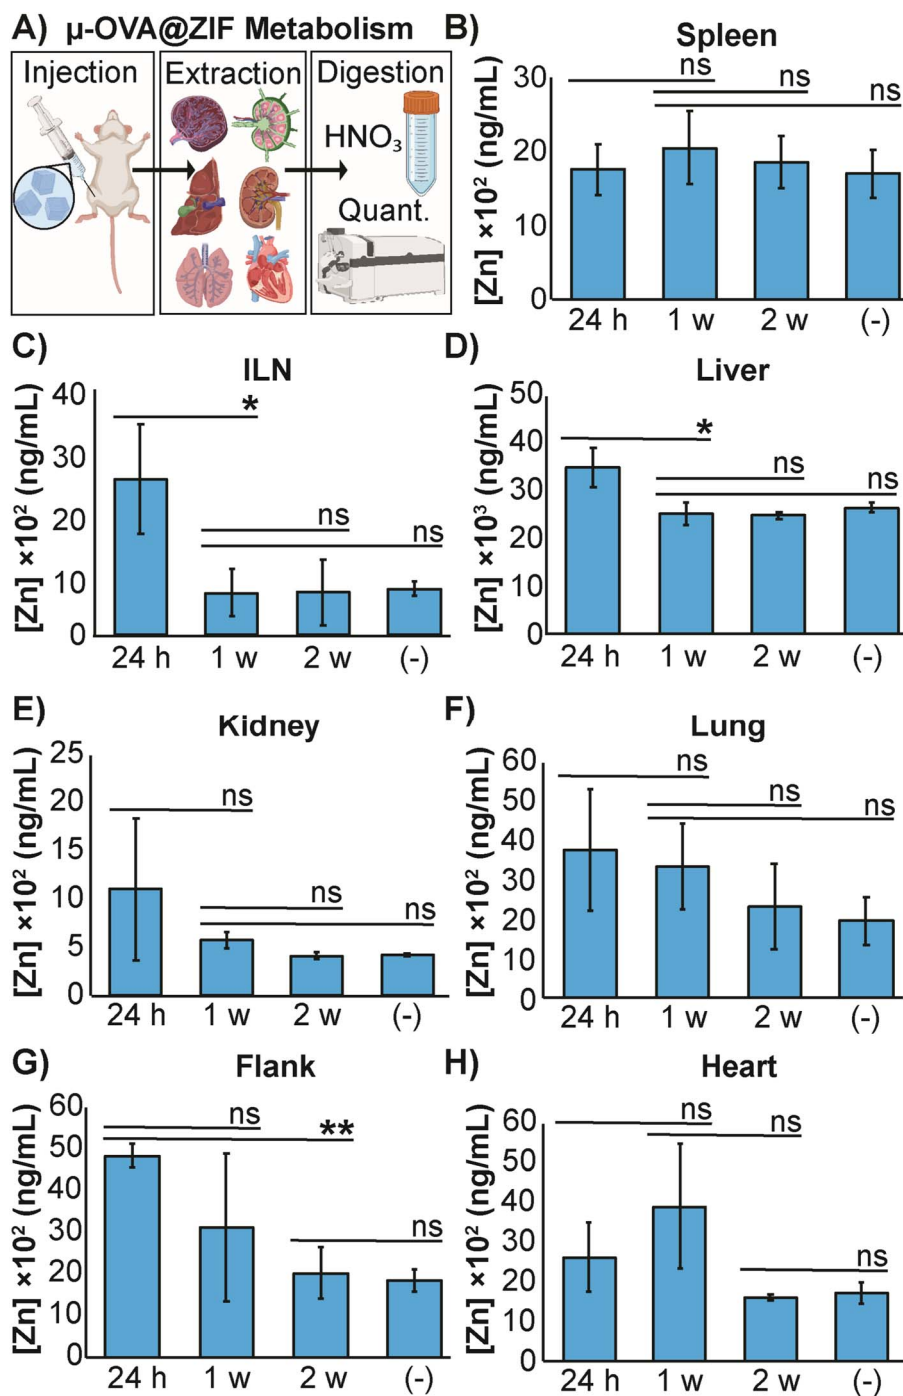 A) µ-OVA@ZIF Metabolism
Injection
Extraction
Digestion
HNO₃
Quant.
B) Spleen
[Zn] ×10² (ng/mL)
30
20
10
0
ns
ns
ns
24 h 1 w 2 w (-)
C) ILN
[Zn] ×10² (ng/mL)
40
30
20
10
0
*
ns
ns
24 h 1 w 2 w (-)
D) Liver
[Zn] ×10³ (ng/mL)
50
40
30
20
10
0
*
ns
ns
24 h 1 w 2 w (-)
E) Kidney
[Zn] ×10² (ng/mL)
25
20
15
10
5
0
ns
ns
ns
24 h 1 w 2 w (-)
F) Lung
[Zn] ×10² (ng/mL)
60
50
40
30
20
10
0
ns
ns
ns
24 h 1 w 2 w (-)
G) Flank
[Zn] ×10² (ng/mL)
60
50
40
30
20
10
0
ns
**
ns
24 h 1 w 2 w (-)
H) Heart
[Zn] ×10² (ng/mL)
60
50
40
30
20
10
0
ns
ns
ns
24 h 1 w 2 w (-)